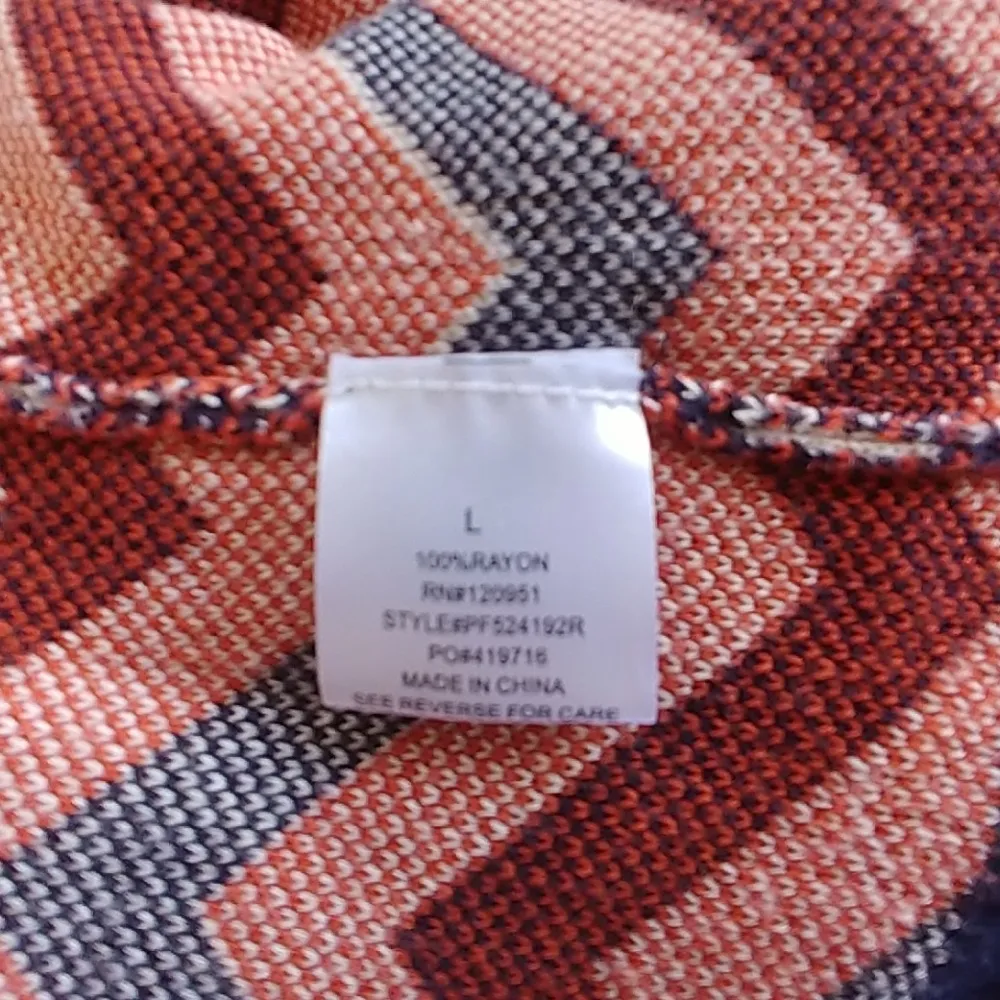 L
100%RAYON
RN#120951
STYLE#PF524192R
PO#419716
MADE IN CHINA
SEE REVERSE FOR CARE